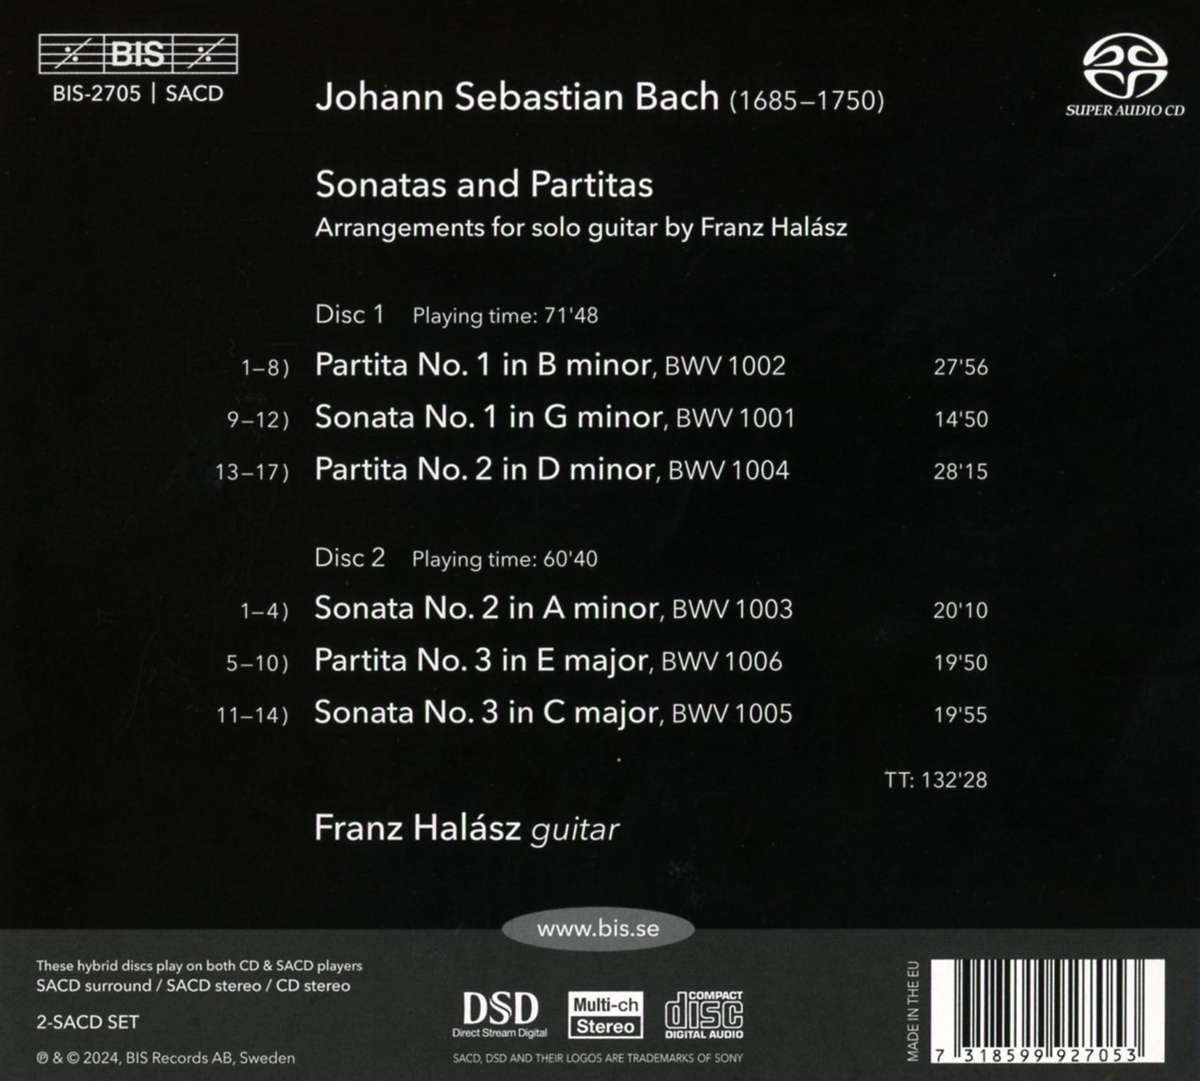 BIS
BIS-2705 | SACD
SUPER AUDIO CD
Johann Sebastian Bach (1685–1750)
Sonatas and Partitas
Arrangements for solo guitar by Franz Halász
Disc 1 Playing time: 71'48
1–8) Partita No. 1 in B minor, BWV 1002 27'56
9–12) Sonata No. 1 in G minor, BWV 1001 14'50
13–17) Partita No. 2 in D minor, BWV 1004 28'15
Disc 2 Playing time: 60'40
1–4) Sonata No. 2 in A minor, BWV 1003 20'10
5–10) Partita No. 3 in E major, BWV 1006 19'50
11–14) Sonata No. 3 in C major, BWV 1005 19'55
TT: 132'28
Franz Halász guitar
www.bis.se
These hybrid discs play on both CD & SACD players
SACD surround / SACD stereo / CD stereo
2-SACD SET
℗ & © 2024, BIS Records AB, Sweden
DSD
Direct Stream Digital
Multi-ch
Stereo
COMPACT
disc
DIGITAL AUDIO
SACD, DSD AND THEIR LOGOS ARE TRADEMARKS OF SONY
MADE IN THE EU
7 318599 927053